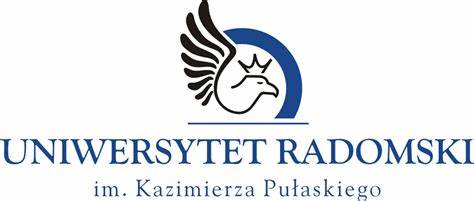 UNIWERSYTET RADOMSKI
im. Kazimierza Pułaskiego